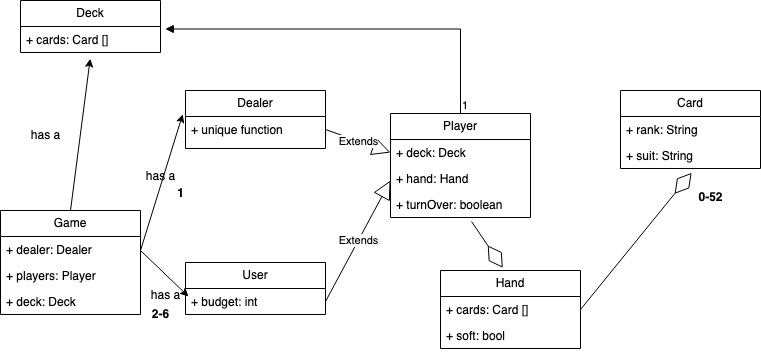 Deck
+ cards: Card []
has a
Dealer
+ unique function
Extends
1
Player
+ deck: Deck
+ hand: Hand
+ turnOver: boolean
Card
+ rank: String
+ suit: String
0-52
has a
1
Game
+ dealer: Dealer
+ players: Player
+ deck: Deck
has a
2-6
User
+ budget: int
Extends
Hand
+ cards: Card []
+ soft: bool